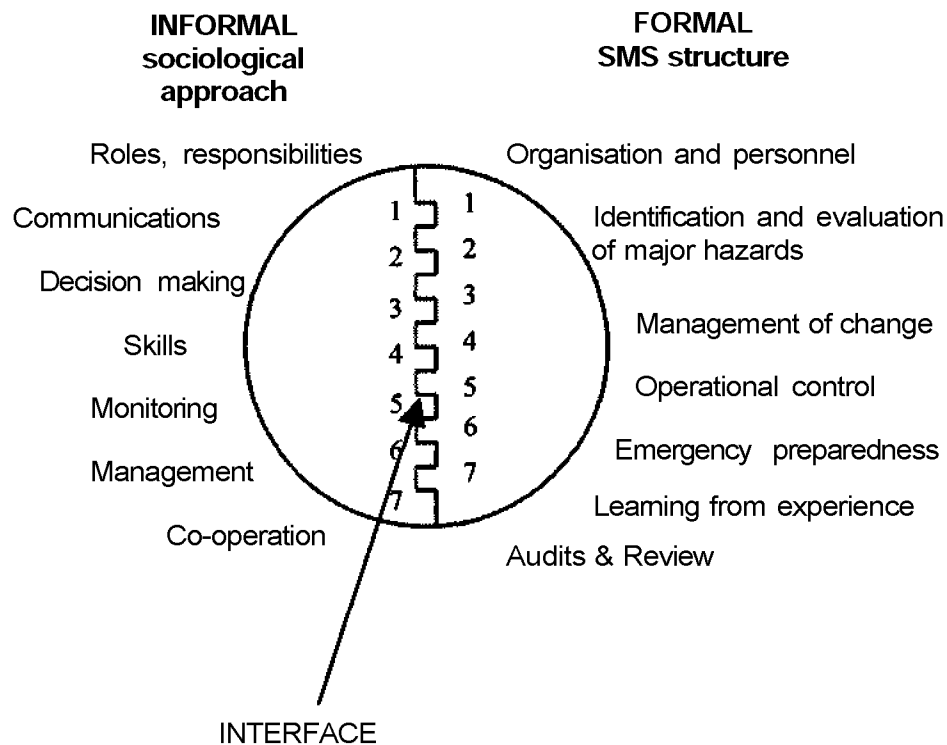 INFORMAL
sociological
approach
FORMAL
SMS structure
Roles, responsibilities
Organisation and personnel
Communications
Identification and evaluation
of major hazards
Decision making
Management of change
Skills
Operational control
Monitoring
Emergency preparedness
Management
Learning from experience
Co-operation
Audits & Review
1
2
3
4
5
6
7
1
2
3
4
5
6
7
INTERFACE